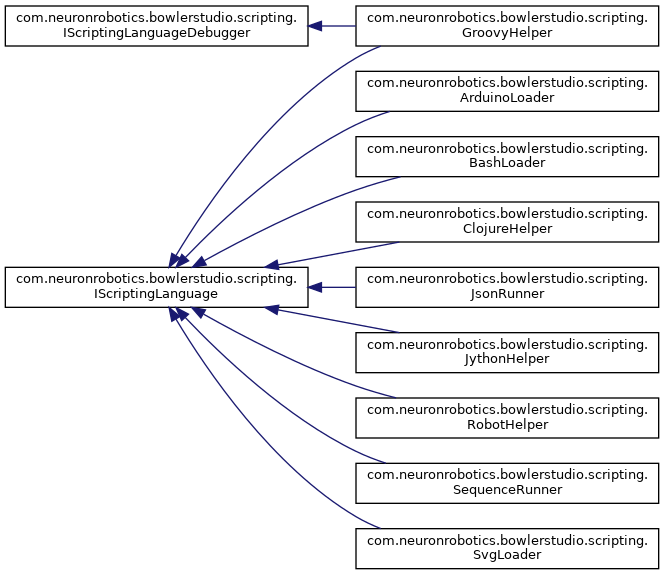 com.neuronrobotics.bowlerstudio.scripting.
IScriptingLanguageDebugger
com.neuronrobotics.bowlerstudio.scripting.
GroovyHelper
com.neuronrobotics.bowlerstudio.scripting.
ArduinoLoader
com.neuronrobotics.bowlerstudio.scripting.
BashLoader
com.neuronrobotics.bowlerstudio.scripting.
ClojureHelper
com.neuronrobotics.bowlerstudio.scripting.
IScriptingLanguage
com.neuronrobotics.bowlerstudio.scripting.
JsonRunner
com.neuronrobotics.bowlerstudio.scripting.
JythonHelper
com.neuronrobotics.bowlerstudio.scripting.
RobotHelper
com.neuronrobotics.bowlerstudio.scripting.
SequenceRunner
com.neuronrobotics.bowlerstudio.scripting.
SvgLoader